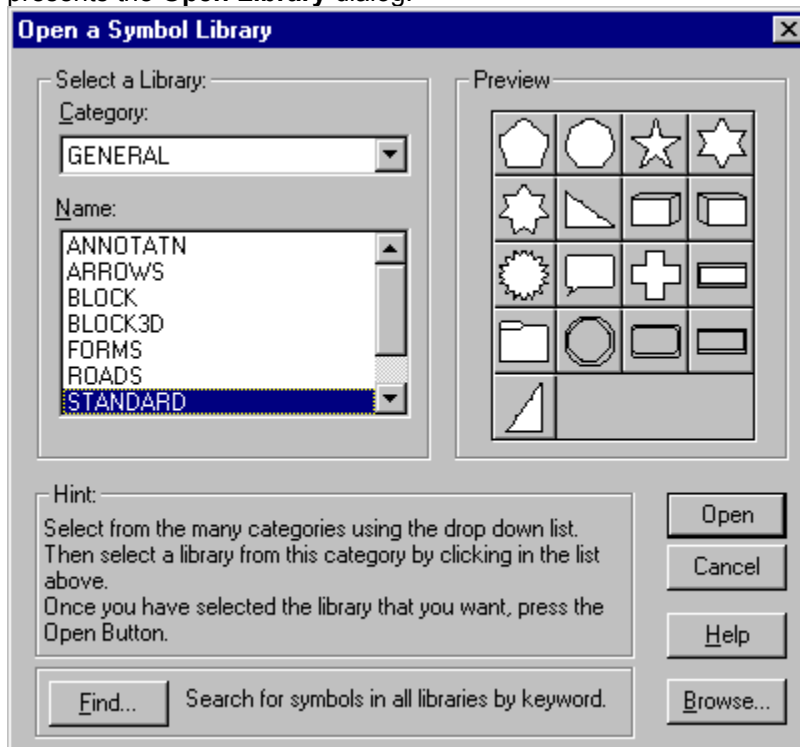 presents the Open Library dialog.
Open a Symbol Library
Select a Library:
Category:
GENERAL
Name:
ANNOTATN
ARROWS
BLOCK
BLOCK3D
FORMS
ROADS
STANDARD
Preview
Hint:
Select from the many categories using the drop down list.
Then select a library from this category by clicking in the list
above.
Once you have selected the library that you want, press the
Open Button.
Open
Cancel
Help
Find...
Search for symbols in all libraries by keyword.
Browse...